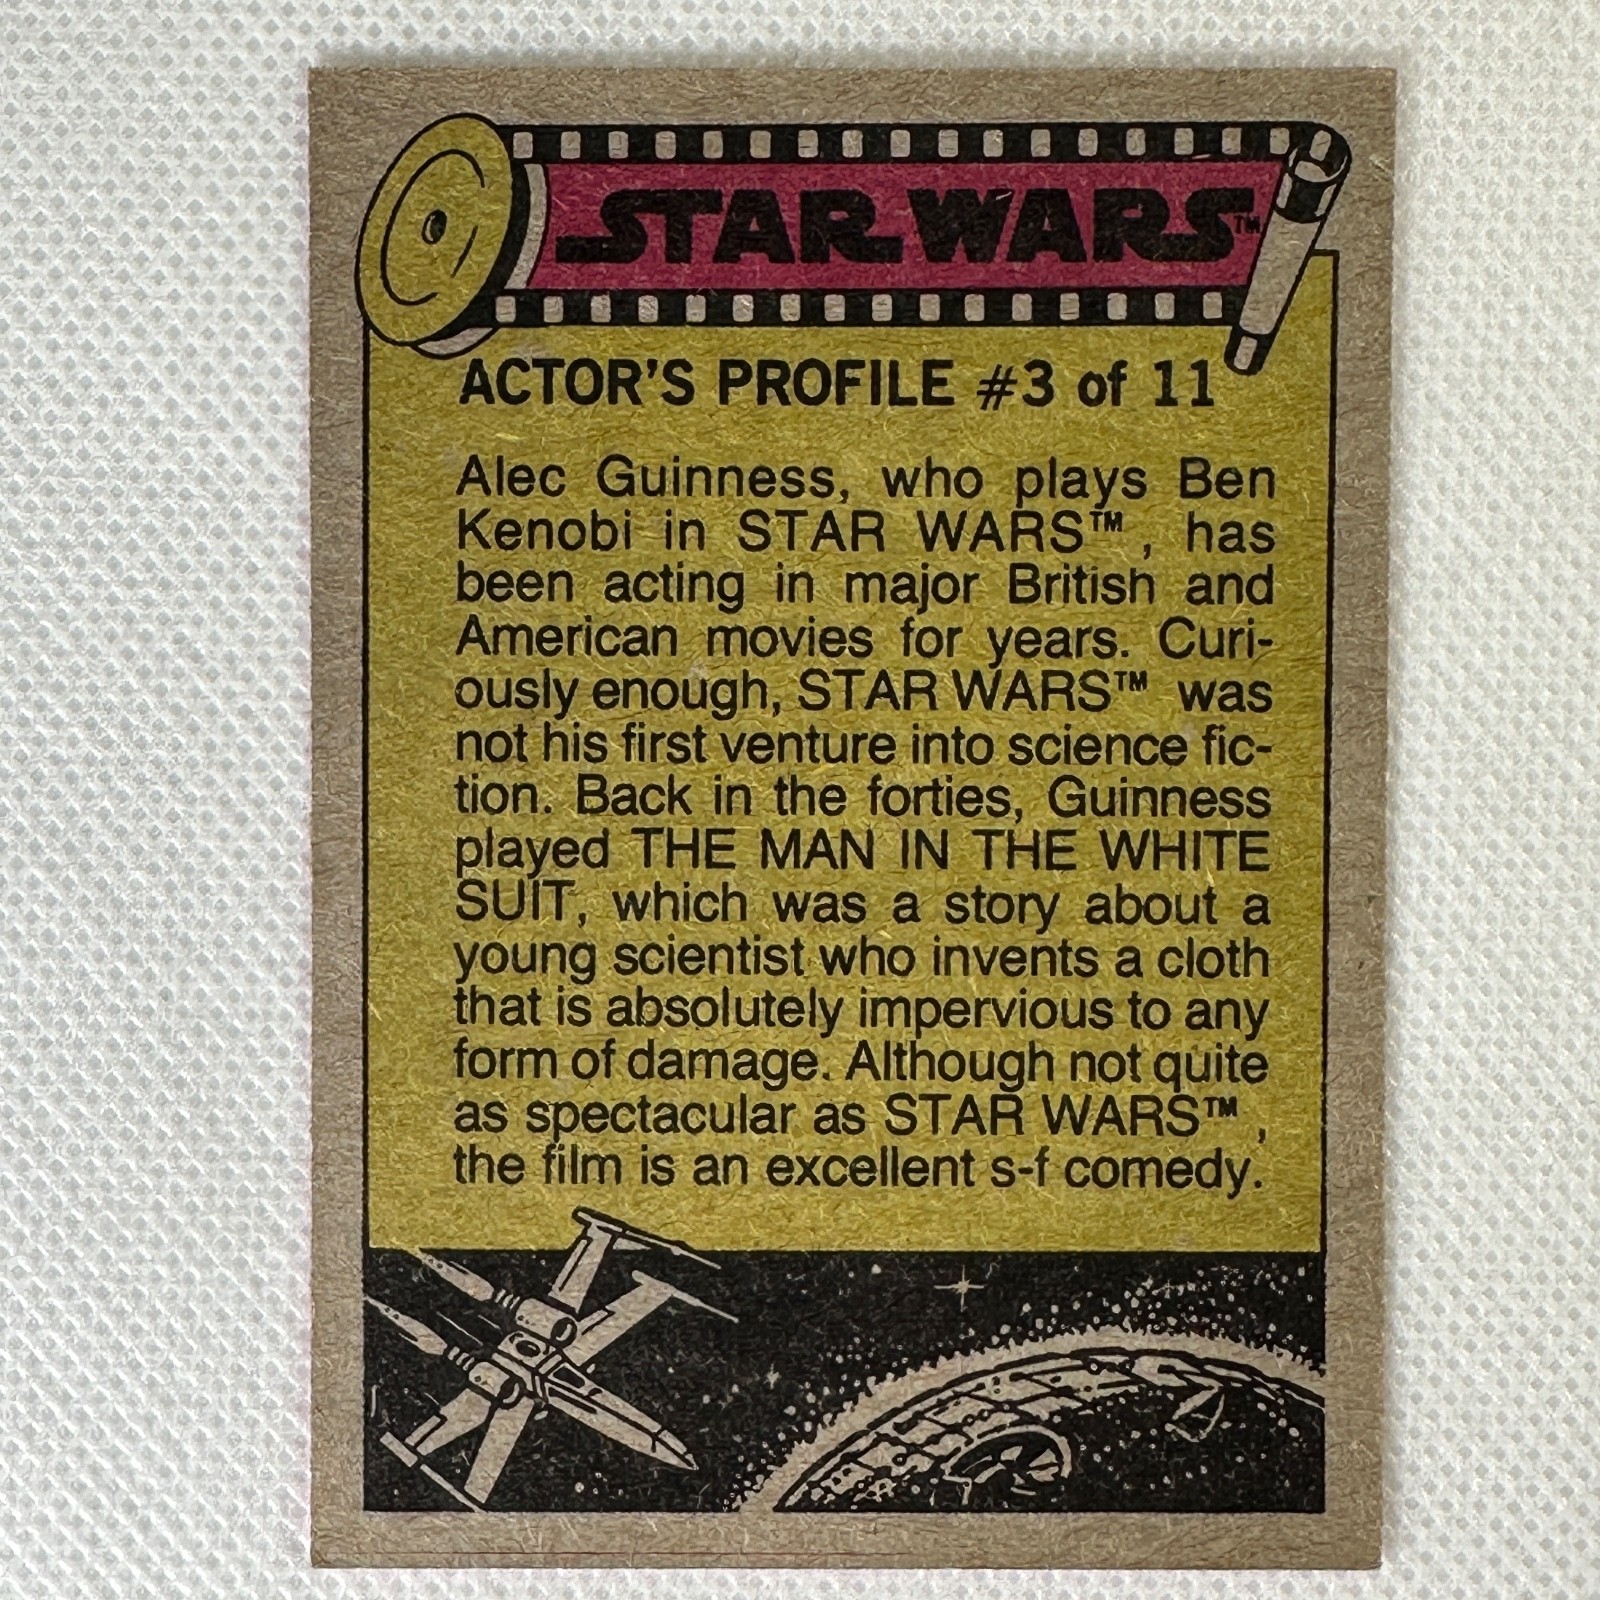 STAR WARS™
ACTOR'S PROFILE #3 of 11
Alec Guinness, who plays Ben
Kenobi in STAR WARS™, has
been acting in major British and
American movies for years. Curi-
ously enough, STAR WARS™ was
not his first venture into science fic-
tion. Back in the forties, Guinness
played THE MAN IN THE WHITE
SUIT, which was a story about a
young scientist who invents a cloth
that is absolutely impervious to any
form of damage. Although not quite
as spectacular as STAR WARS™,
the film is an excellent s-f comedy.